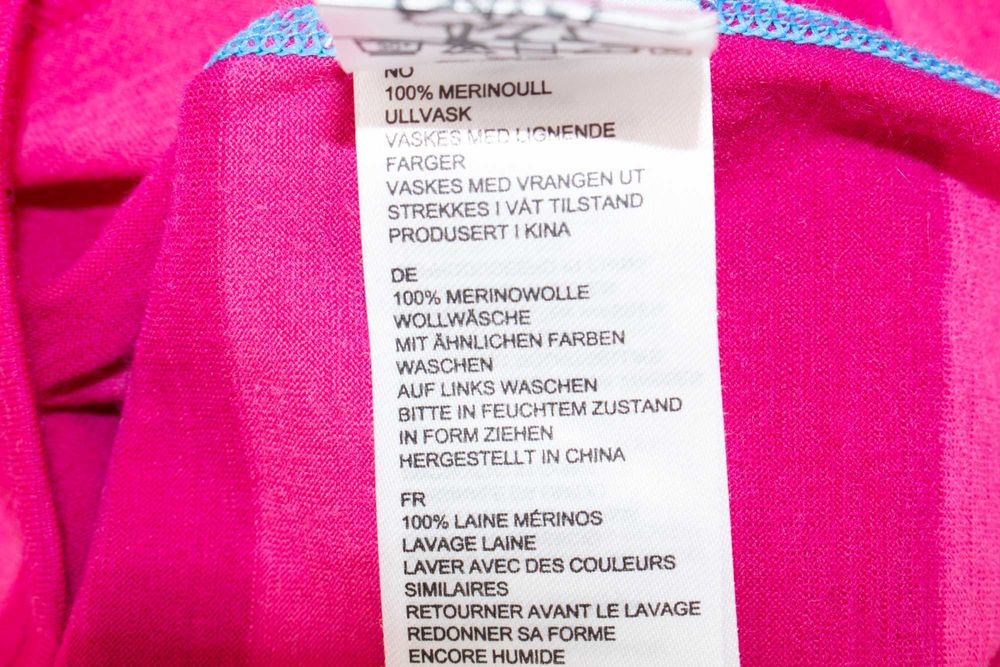 NO
100% MERINOULL
ULLVASK
VASKES MED LIGNENDE
FARGER
VASKES MED VRANGEN UT
STREKKES I VÅT TILSTAND
PRODUSERT I KINA
DE
100% MERINOWOLLE
WOLLWÄSCHE
MIT ÄHNLICHEN FARBEN
WASCHEN
AUF LINKS WASCHEN
BITTE IN FEUCHTEM ZUSTAND
IN FORM ZIEHEN
HERGESTELLT IN CHINA
FR
100% LAINE MÉRINOS
LAVAGE LAINE
LAVER AVEC DES COULEURS
SIMILAIRES
RETOURNER AVANT LE LAVAGE
REDONNER SA FORME
ENCORE HUMIDE